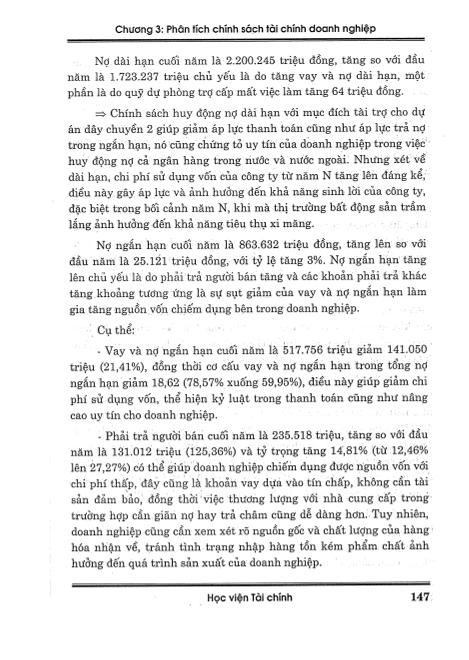 Chương 3: Phân tích chính sách tài chính doanh nghiệp
Nợ dài hạn cuối năm là 2.200.245 triệu đồng, tăng so với đầu
năm là 1.723.237 triệu chủ yếu là do tăng vay và nợ dài hạn, một
phần là do quỹ dự phòng trợ cấp mất việc làm tăng 64 triệu đồng.
⇒ Chính sách huy động nợ dài hạn với mục đích tài trợ cho dự
án dây chuyền 2 giúp giảm áp lực thanh toán cũng như áp lực trả nợ
trong ngắn hạn, nó cũng chứng tỏ uy tín của doanh nghiệp trong việc
huy động nợ cả ngân hàng trong nước và nước ngoài. Nhưng xét về
dài hạn, chi phí sử dụng vốn của công ty từ năm N tăng lên đáng kể,
điều này gây áp lực và ảnh hưởng đến khả năng sinh lời của công ty,
đặc biệt trong bối cảnh năm N, khi mà thị trường bất động sản trầm
lắng ảnh hưởng đến khả năng tiêu thụ xi măng.
Nợ ngắn hạn cuối năm là 863.632 triệu đồng, tăng lên so với
đầu năm là 25.121 triệu đồng, với tỷ lệ tăng 3%. Nợ ngắn hạn tăng
lên chủ yếu là do phải trả người bán tăng và các khoản phải trả khác
tăng khoảng tương ứng là sự sụt giảm của vay và nợ ngắn hạn làm
gia tăng nguồn vốn chiếm dụng bên trong doanh nghiệp.
Cụ thể:
- Vay và nợ ngắn hạn cuối năm là 517.756 triệu giảm 141.050
triệu (21,41%), đồng thời cơ cấu vay và nợ ngắn hạn trong tổng nợ
ngắn hạn giảm 18,62 (78,57% xuống 59,95%), điều này giúp giảm chi
phí sử dụng vốn, thể hiện kỷ luật trong thanh toán cũng như nâng
cao uy tín cho doanh nghiệp.
- Phải trả người bán cuối năm là 235.518 triệu, tăng so với đầu
năm là 131.012 triệu (125,36%) và tỷ trọng tăng 14,81% (từ 12,46%
lên 27,27%) có thể giúp doanh nghiệp chiếm dụng được nguồn vốn với
chi phí thấp, đây cũng là khoản vay dựa vào tín chấp, không cần tài
sản đảm bảo, đồng thời việc thương lượng với nhà cung cấp trong
trường hợp cần giãn nợ hay trả chậm cũng dễ dàng hơn. Tuy nhiên,
doanh nghiệp cũng cần xem xét rõ nguồn gốc và chất lượng của hàng
hóa nhận về, tránh tình trạng nhập hàng tồn kém phẩm chất ảnh
hưởng đến quá trình sản xuất của doanh nghiệp.
Học viện Tài chính 147